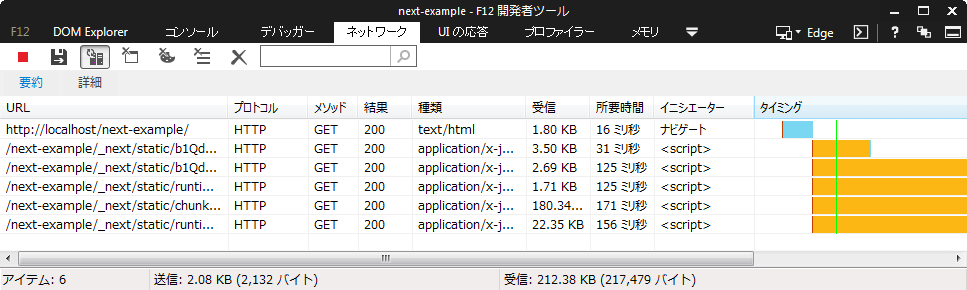 next-example - F12 開発者ツール
F12 DOM Explorer コンソール デバッガー ネットワーク UI の応答 プロファイラー メモリ Edge ?
要約 詳細
URL プロトコル メソッド 結果 種類 受信 所要時間 イニシエーター タイミング
http://localhost/next-example/ HTTP GET 200 text/html 1.80 KB 16 ミリ秒 ナビゲート
/next-example/_next/static/b1Qd... HTTP GET 200 application/x-j... 3.50 KB 31 ミリ秒 <script>
/next-example/_next/static/b1Qd... HTTP GET 200 application/x-j... 2.69 KB 125 ミリ秒 <script>
/next-example/_next/static/runti... HTTP GET 200 application/x-j... 1.71 KB 125 ミリ秒 <script>
/next-example/_next/static/chunk... HTTP GET 200 application/x-j... 180.34... 171 ミリ秒 <script>
/next-example/_next/static/runti... HTTP GET 200 application/x-j... 22.35 KB 156 ミリ秒 <script>
アイテム: 6 送信: 2.08 KB (2,132 バイト) 受信: 212.38 KB (217,479 バイト)